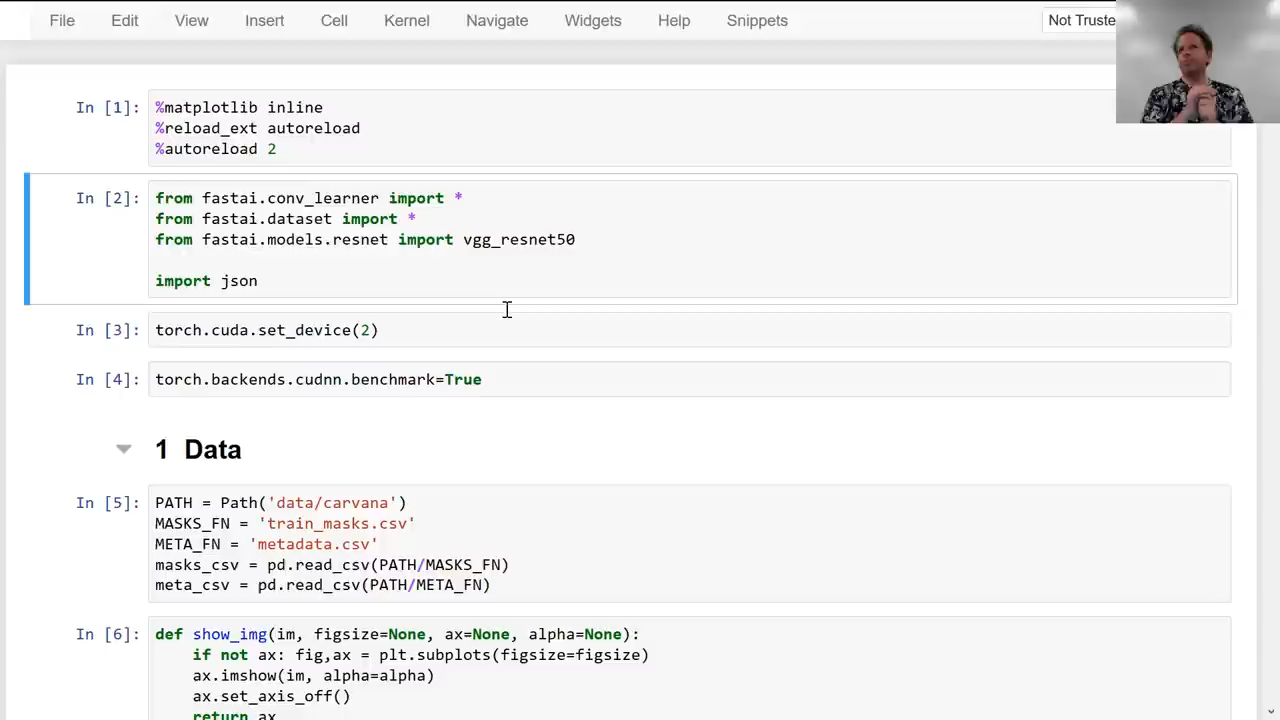 File Edit View Insert Cell Kernel Navigate Widgets Help Snippets Not Truste
In [1]: %matplotlib inline
%reload_ext autoreload
%autoreload 2
In [2]: from fastai.conv_learner import *
from fastai.dataset import *
from fastai.models.resnet import vgg_resnet50
import json
In [3]: torch.cuda.set_device(2)
In [4]: torch.backends.cudnn.benchmark=True
1 Data
In [5]: PATH = Path('data/carvana')
MASKS_FN = 'train_masks.csv'
META_FN = 'metadata.csv'
masks_csv = pd.read_csv(PATH/MASKS_FN)
meta_csv = pd.read_csv(PATH/META_FN)
In [6]: def show_img(im, figsize=None, ax=None, alpha=None):
if not ax: fig,ax = plt.subplots(figsize=figsize)
ax.imshow(im, alpha=alpha)
ax.set_axis_off()
return ax